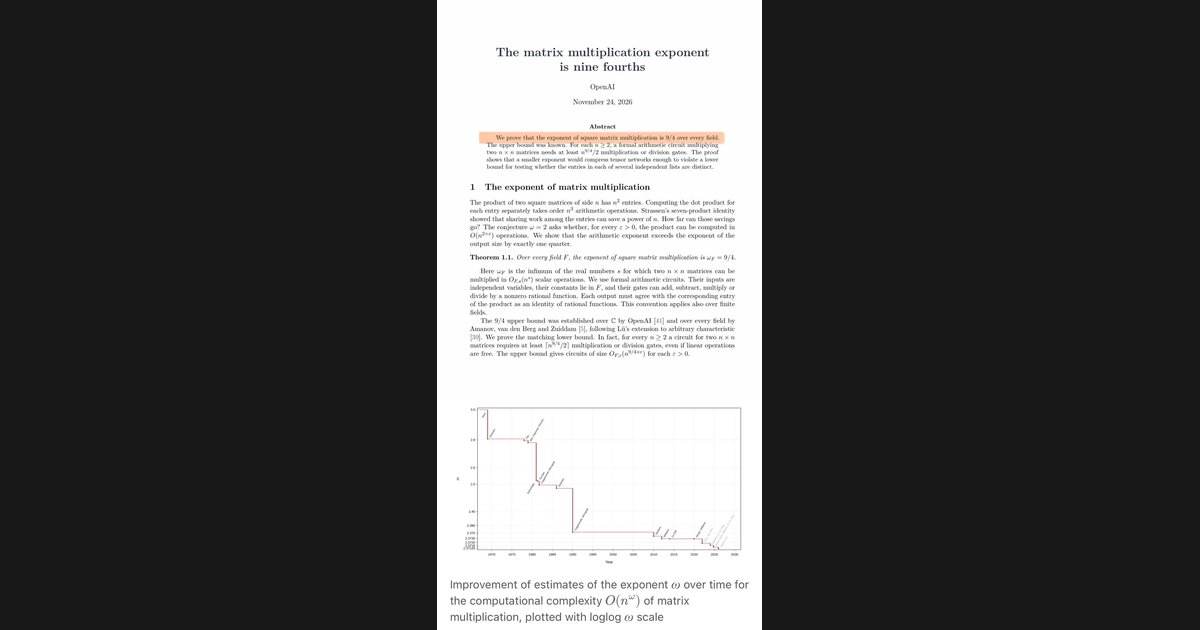 The matrix multiplication exponent
is nine fourths
OpenAI
November 24, 2026
Abstract
We prove that the exponent of square matrix multiplication is 9/4 over every field.
The upper bound was known. For each n ≥ 2, a formal arithmetic circuit multiplying
two n × n matrices needs at least n^{9/4}/2 multiplication or division gates. The proof
shows that a smaller exponent would compress tensor networks enough to violate a lower
bound for testing whether the entries in each of several independent lists are distinct.
1 The exponent of matrix multiplication
The product of two square matrices of side n has n² entries. Computing the dot product for
each entry separately takes order n³ arithmetic operations. Strassen's seven-product identity
showed that sharing work among the entries can save a power of n. How far can those savings
go? The conjecture ω = 2 asks whether, for every ε > 0, the product can be computed in
O(n^{2+ε}) operations. We show that the arithmetic exponent exceeds the exponent of the
output size by exactly one quarter.
Theorem 1.1. Over every field F, the exponent of square matrix multiplication is ω_F = 9/4.
Here ω_F is the infimum of the real numbers s for which two n × n matrices can be
multiplied in O_{F,s}(n^s) scalar operations. We use formal arithmetic circuits. Their inputs are
independent variables, their constants lie in F, and their gates can add, subtract, multiply or
divide by a nonzero rational function. Each output must agree with the corresponding entry
of the product as an identity of rational functions. This convention applies also over finite
fields.
The 9/4 upper bound was established over ℂ by OpenAI [41] and over every field by
Amanov, van den Berg and Zuiddam [5], following Lü's extension to arbitrary characteristic
[39]. We prove the matching lower bound. In fact, for every n ≥ 2 a circuit for two n × n
matrices requires at least ⌈n^{9/4}/2⌉ multiplication or division gates, even if linear operations
are free. The upper bound gives circuits of size O_{F,ε}(n^{9/4+ε}) for each ε > 0.
1970 1975 1980 1985 1990 1995 2000 2005 2010 2015 2020 2025 2030
Year
Improvement of estimates of the exponent ω over time for
the computational complexity O(n^ω) of matrix
multiplication, plotted with loglog ω scale